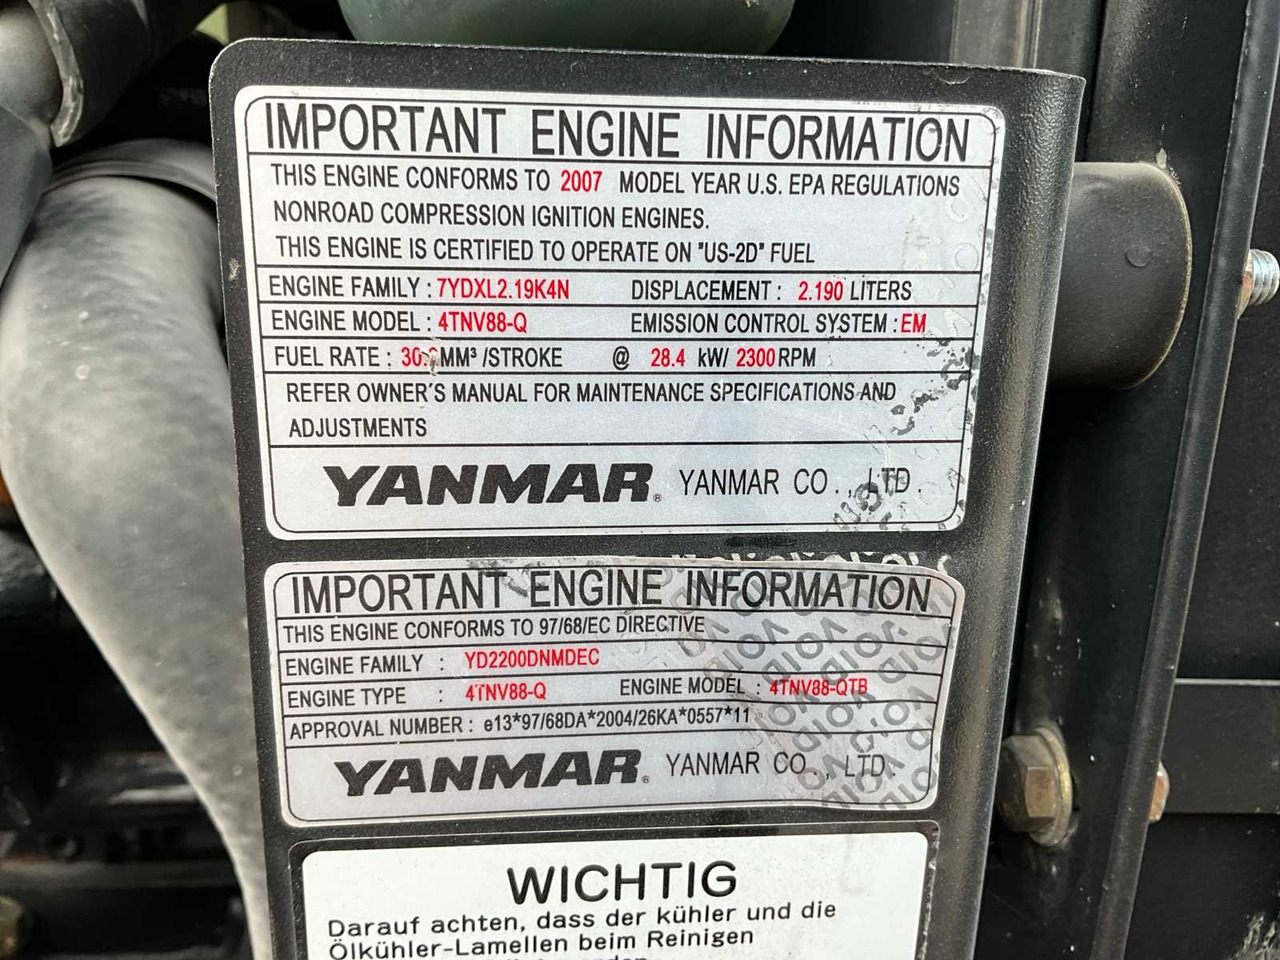 IMPORTANT ENGINE INFORMATION
THIS ENGINE CONFORMS TO 2007 MODEL YEAR U.S. EPA REGULATIONS
NONROAD COMPRESSION IGNITION ENGINES.
THIS ENGINE IS CERTIFIED TO OPERATE ON "US-2D" FUEL
ENGINE FAMILY : 7YDXL2.19K4N DISPLACEMENT : 2.190 LITERS
ENGINE MODEL : 4TNV88-Q EMISSION CONTROL SYSTEM : EM
FUEL RATE : MM³/STROKE @ 28.4 kW/ 2300 RPM
REFER OWNER'S MANUAL FOR MAINTENANCE SPECIFICATIONS AND
ADJUSTMENTS
YANMAR® YANMAR CO., LTD.
IMPORTANT ENGINE INFORMATION
THIS ENGINE CONFORMS TO 97/68/EC DIRECTIVE
ENGINE FAMILY : YD2200DNMDEC
ENGINE TYPE : 4TNV88-Q ENGINE MODEL : 4TNV88-QTB
APPROVAL NUMBER : e13*97/68DA*2004/26KA*0557*11
YANMAR® YANMAR CO., LTD.
WICHTIG
Darauf achten, dass der kühler und die
Ölkühler-Lamellen beim Reinigen